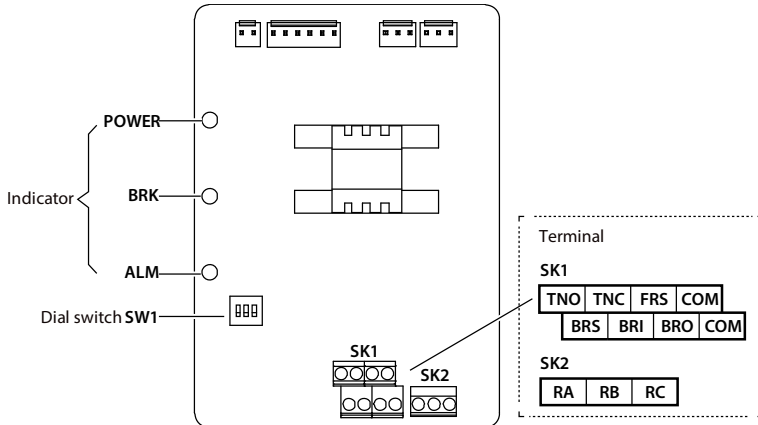 POWER
Indicator
BRK
ALM
Dial switch SW1
SK1
SK2
Terminal
SK1
TNO TNC FRS COM
BRS BRI BRO COM
SK2
RA RB RC